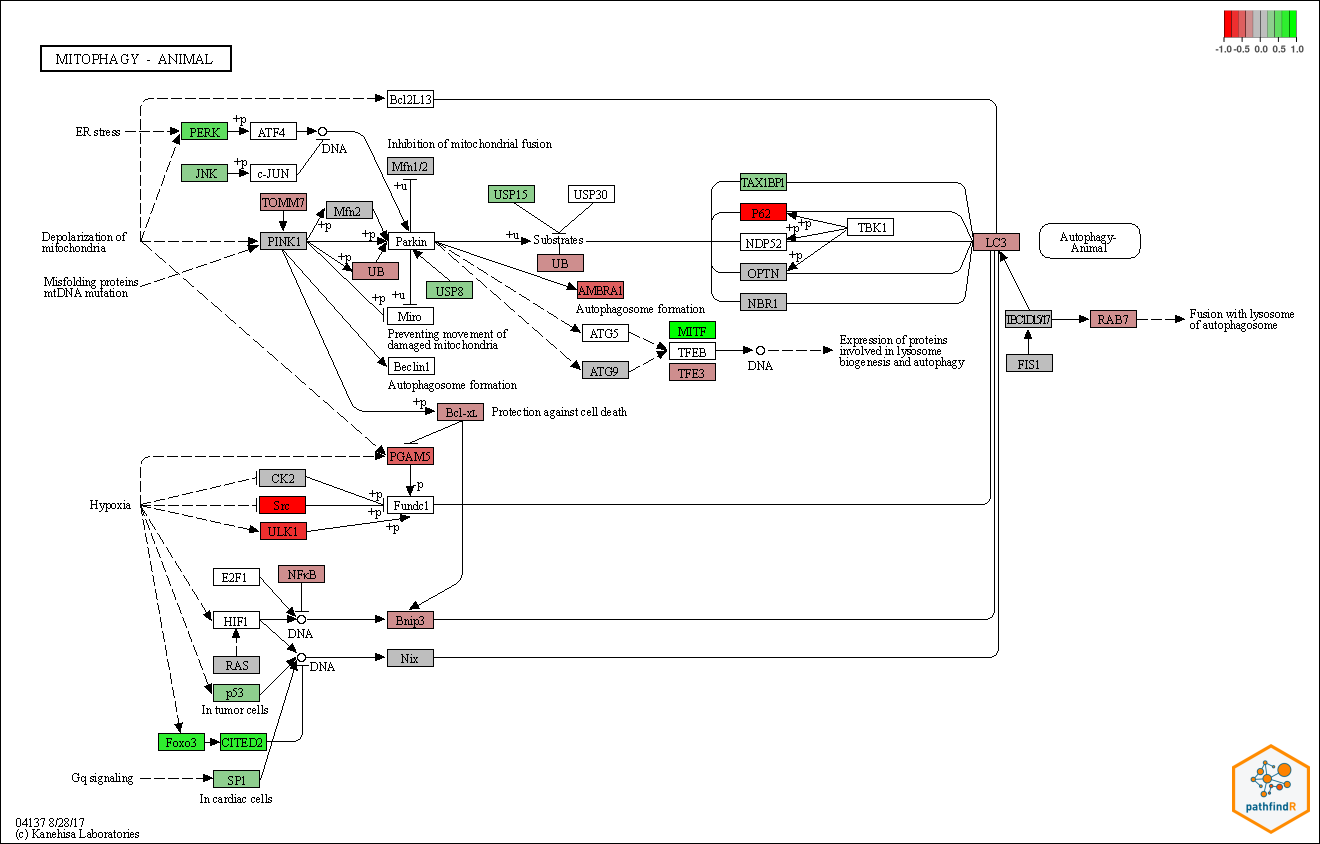 -1.0 -0.5 0.0 0.5 1.0
MITOPHAGY - ANIMAL
Bcl2L13
ER stress
PERK
+p
ATF4
DNA
JNK
+p
c-JUN
Inhibition of mitochondrial fusion
Mfn1/2
+u
TOMM7
Mfn2
+p
PINK1
+p
Parkin
+p
UB
USP8
Depolarization of
mitochondria
Misfolding proteins
mtDNA mutation
USP15
USP30
+u
Substrates
UB
AMBRA1
Autophagosome formation
+p
+u
Miro
Preventing movement of
damaged mitochondria
Beclin1
Autophagosome formation
ATG5
ATG9
MITF
TFEB
TFE3
DNA
Expression of proteins
involved in lysosome
biogenesis and autophagy
TAX1BP1
P62
NDP52
OPTN
NBR1
+p
+p
+p
TBK1
LC3
Autophagy-
Animal
TBC1D15/17
RAB7
Fusion with lysosome
of autophagosome
FIS1
+p
Bcl-xL
Protection against cell death
PGAM5
-p
Hypoxia
CK2
+p
Src
+p
ULK1
+p
Fundc1
E2F1
NFκB
HIF1
DNA
Bnip3
RAS
DNA
Nix
p53
In tumor cells
Foxo3
CITED2
Gq signaling
SP1
In cardiac cells
04137 8/28/17
(c) Kanehisa Laboratories
pathfindR